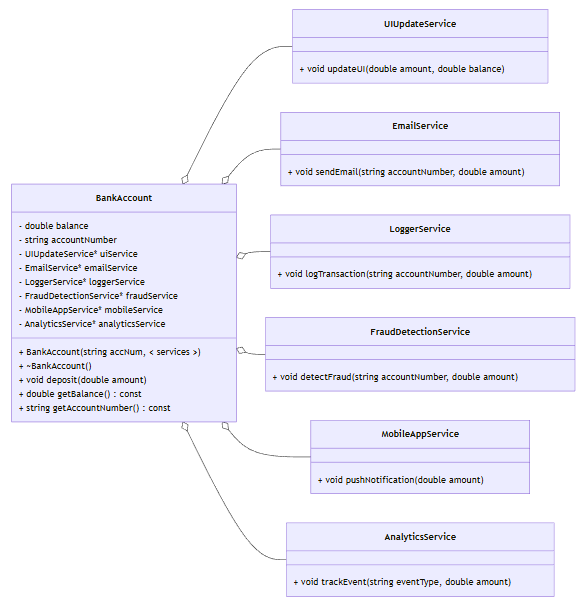 UIUpdateService
+ void updateUI(double amount, double balance)
EmailService
+ void sendEmail(string accountNumber, double amount)
BankAccount
- double balance
- string accountNumber
- UIUpdateService* uiService
- EmailService* emailService
- LoggerService* loggerService
- FraudDetectionService* fraudService
- MobileAppService* mobileService
- AnalyticsService* analyticsService
+ BankAccount(string accNum, < services >)
+ ~BankAccount()
+ void deposit(double amount)
+ double getBalance() : const
+ string getAccountNumber() : const
LoggerService
+ void logTransaction(string accountNumber, double amount)
FraudDetectionService
+ void detectFraud(string accountNumber, double amount)
MobileAppService
+ void pushNotification(double amount)
AnalyticsService
+ void trackEvent(string eventType, double amount)